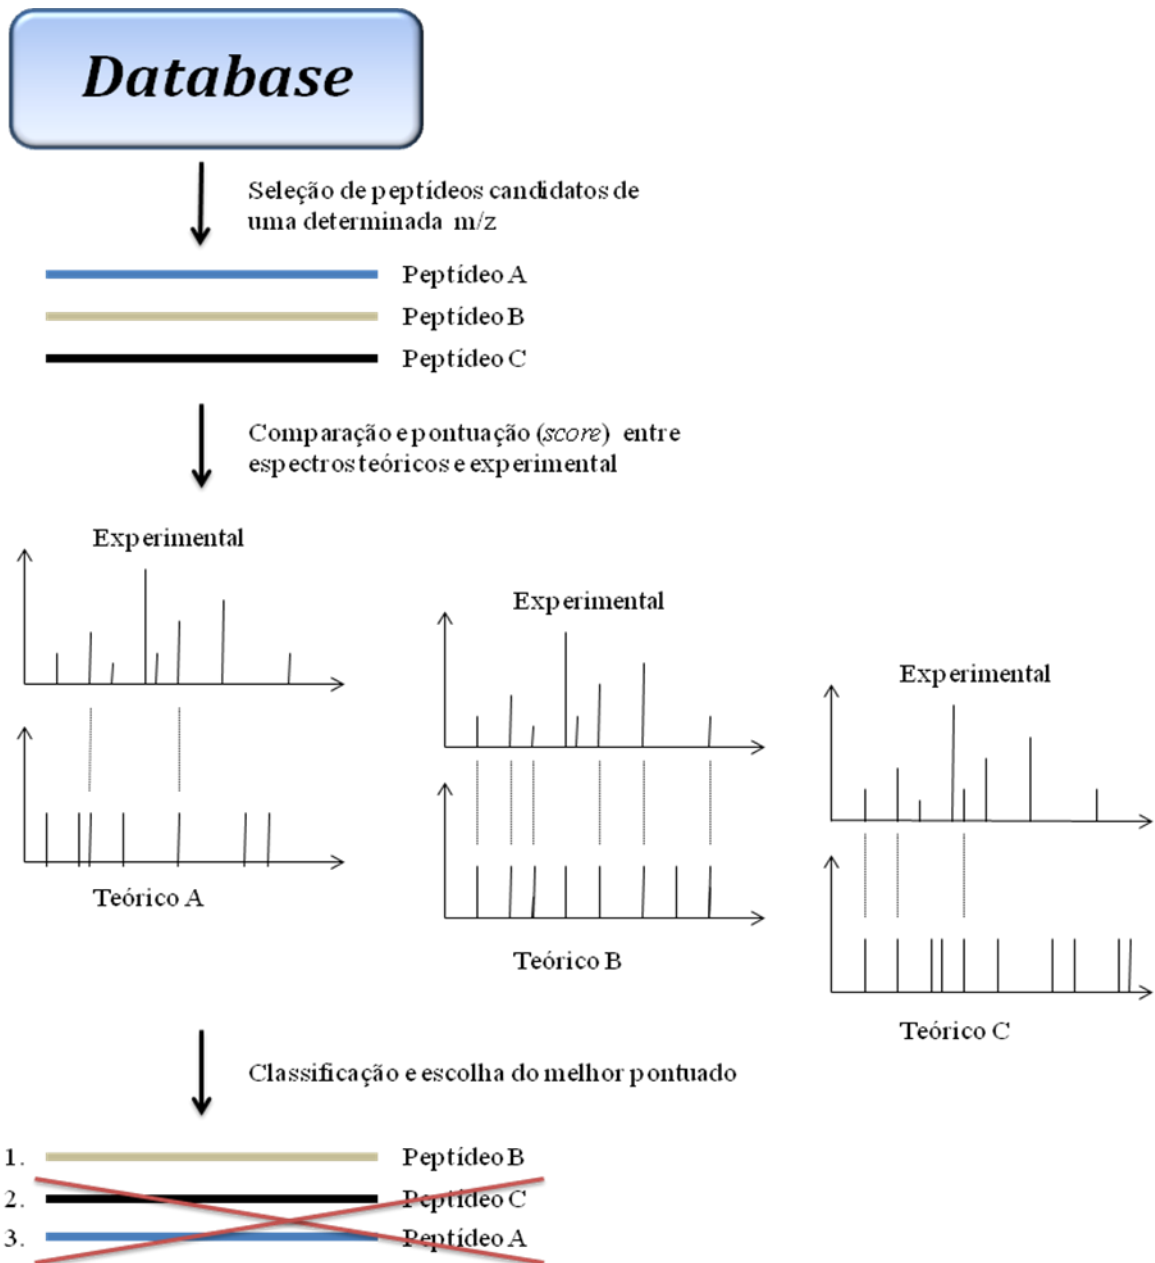 Database
Seleção de peptídeos candidatos de
uma determinada m/z
Peptídeo A
Peptídeo B
Peptídeo C
Comparação e pontuação (score) entre
espectros teóricos e experimental
Experimental
Experimental
Experimental
Teórico A
Teórico B
Teórico C
Classificação e escolha do melhor pontuado
1. Peptídeo B
2. Peptídeo C
3. Peptídeo A